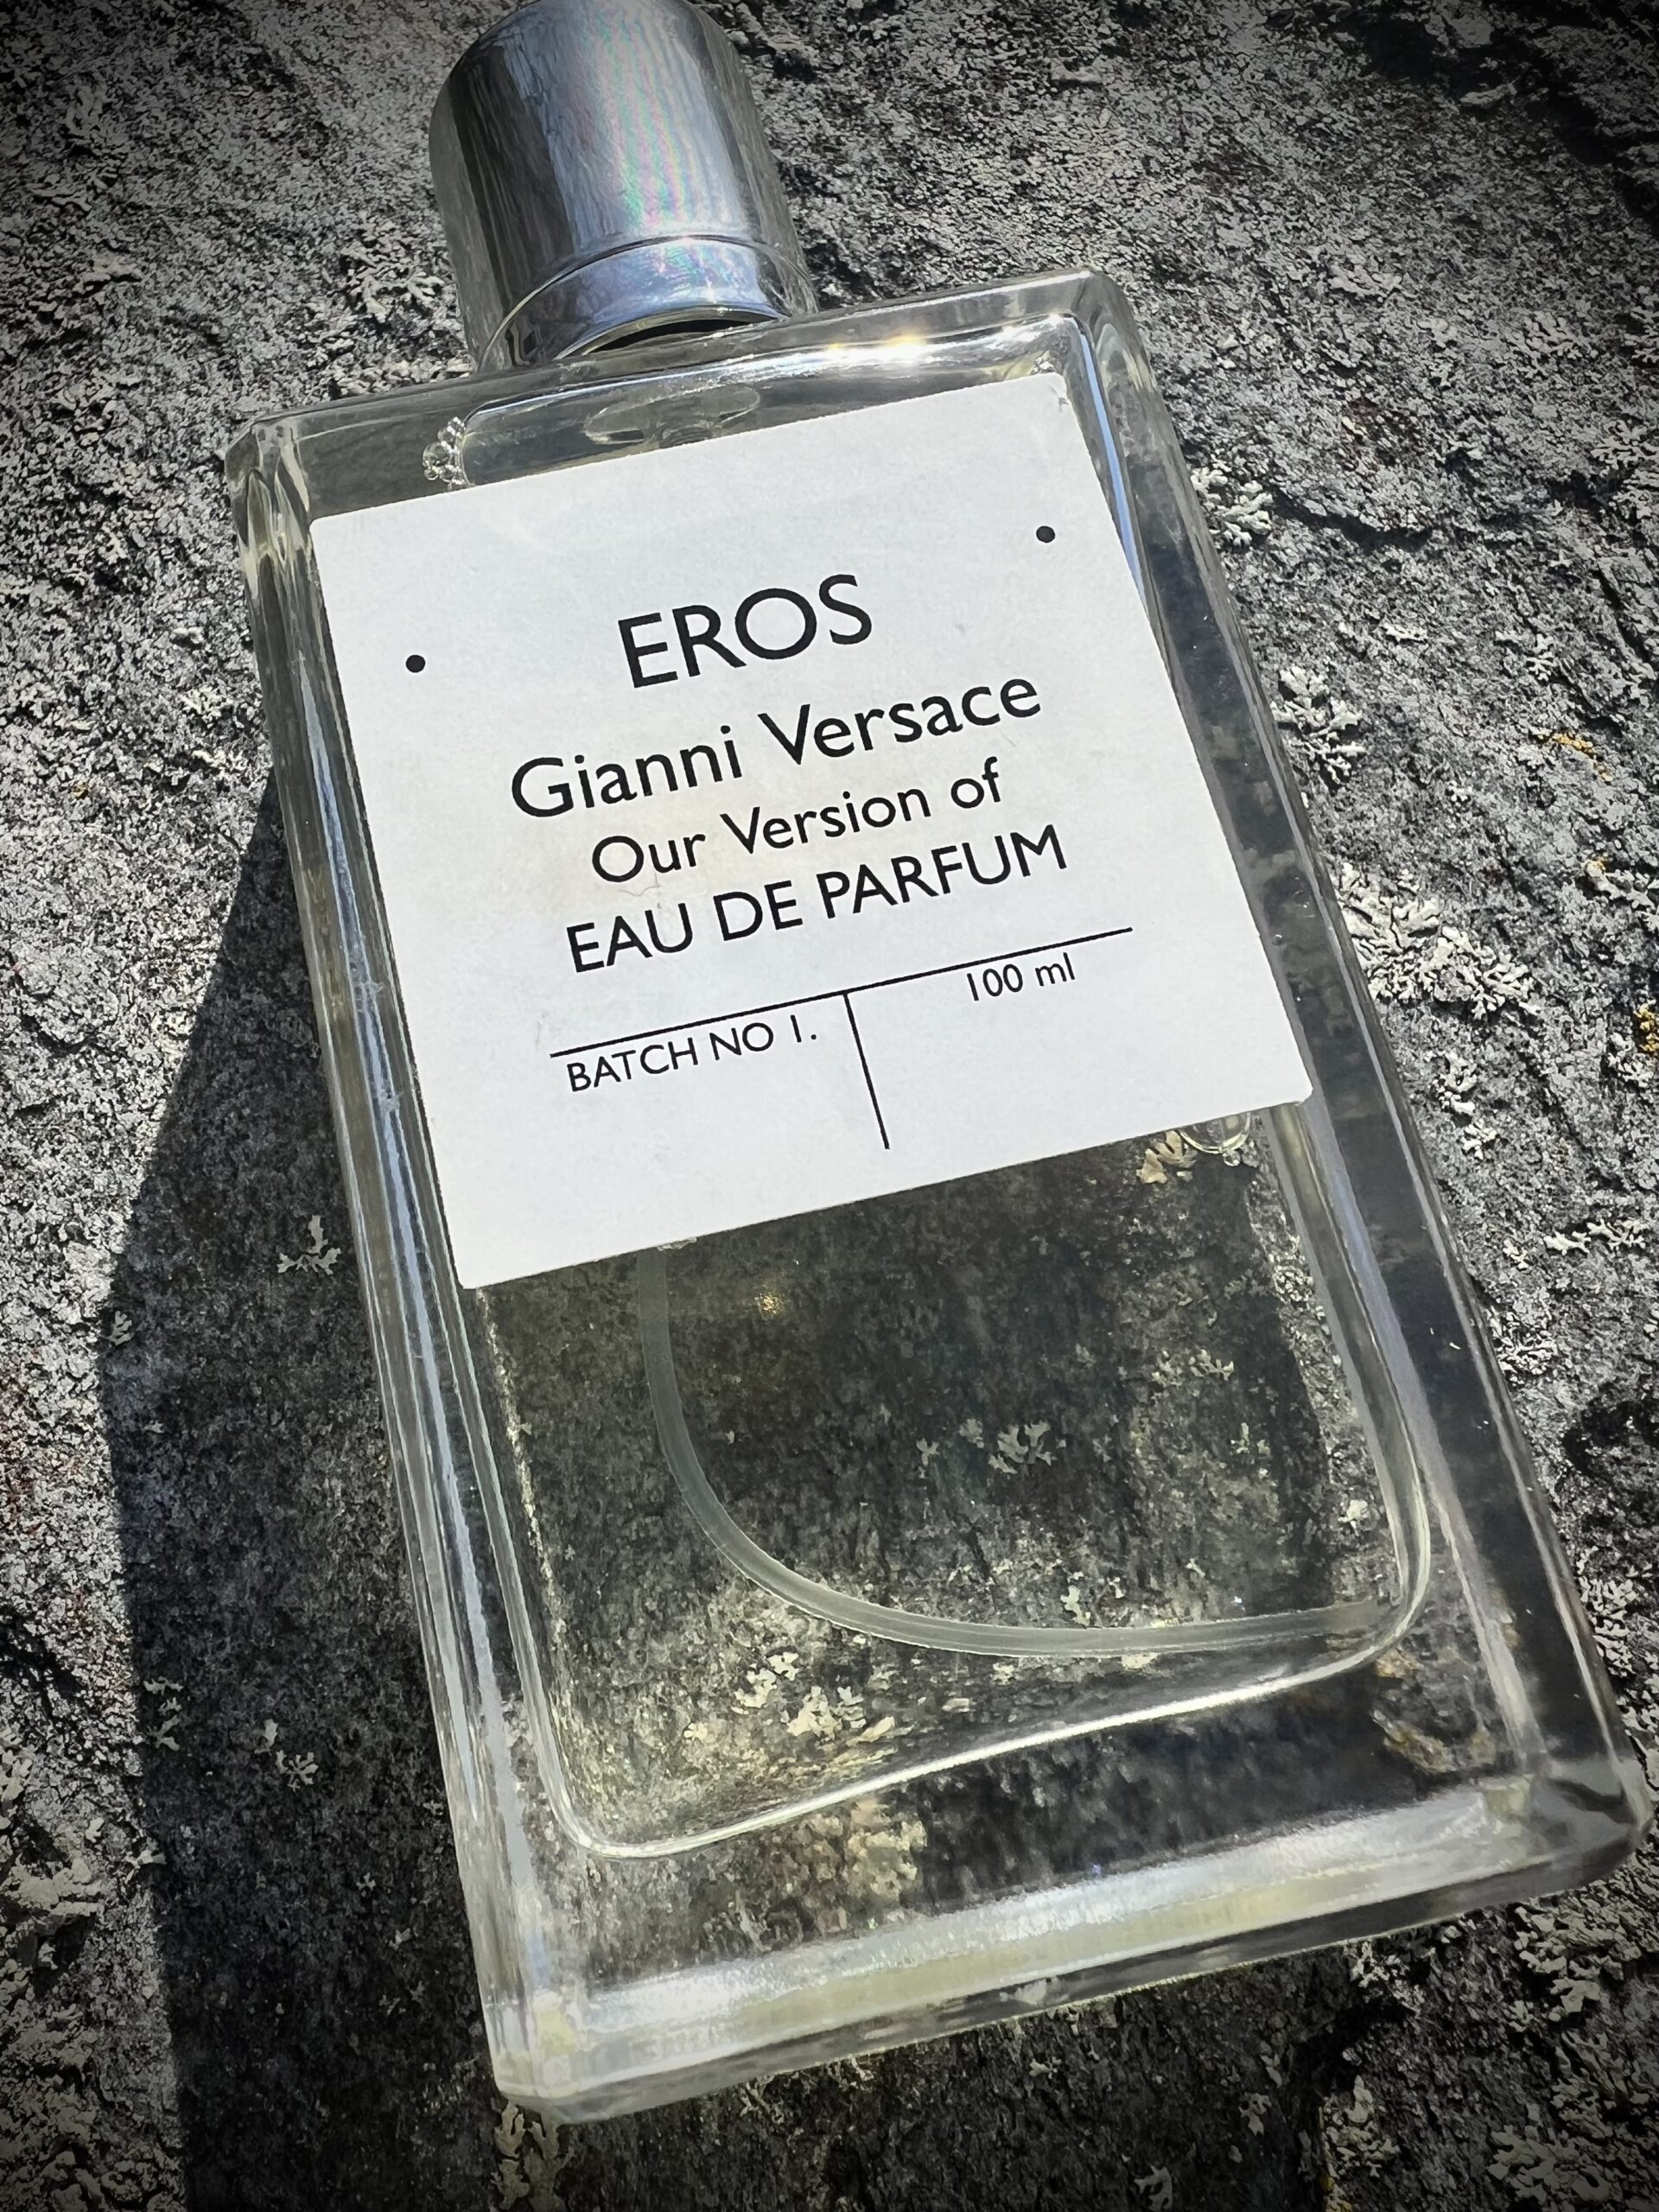 EROS
Gianni Versace
Our Version of
EAU DE PARFUM
BATCH NO 1.
100 ml